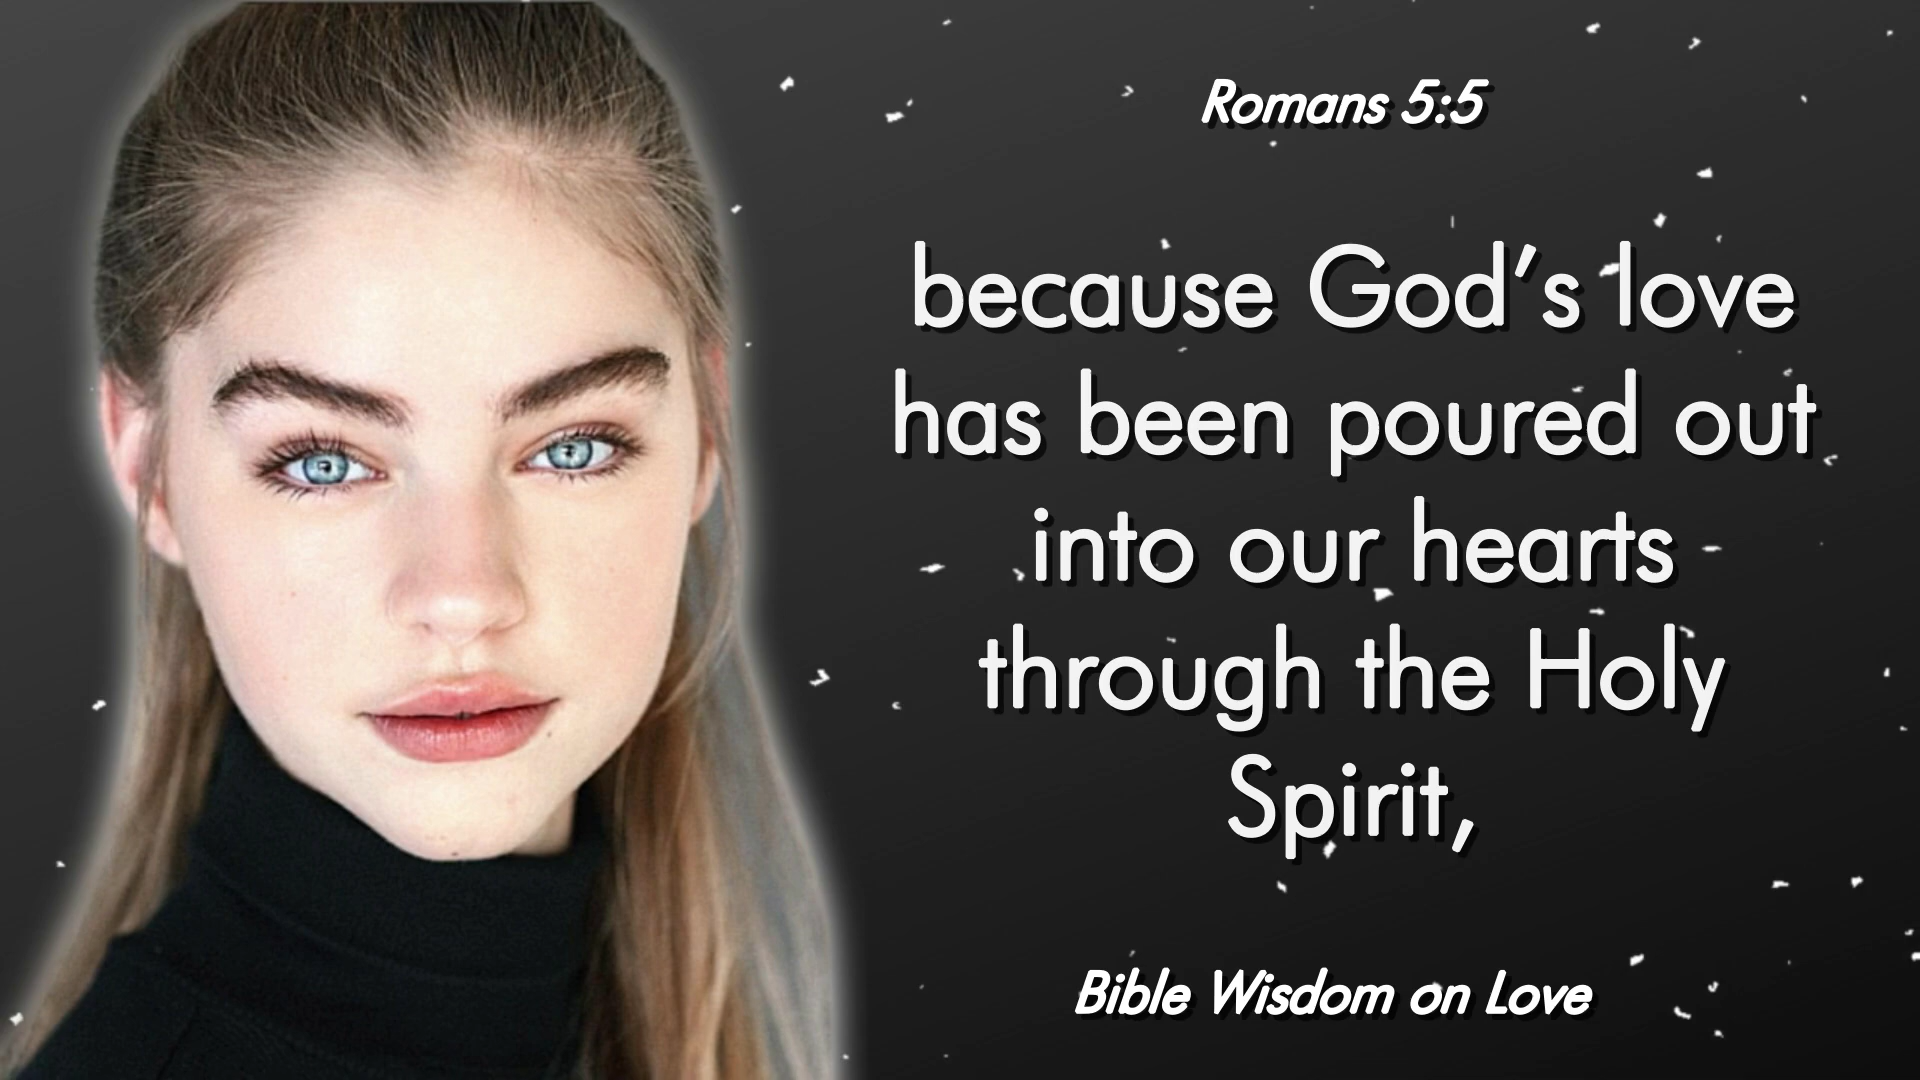 Romans 5:5
because God's love
has been poured out
into our hearts
through the Holy
Spirit,
Bible Wisdom on Love